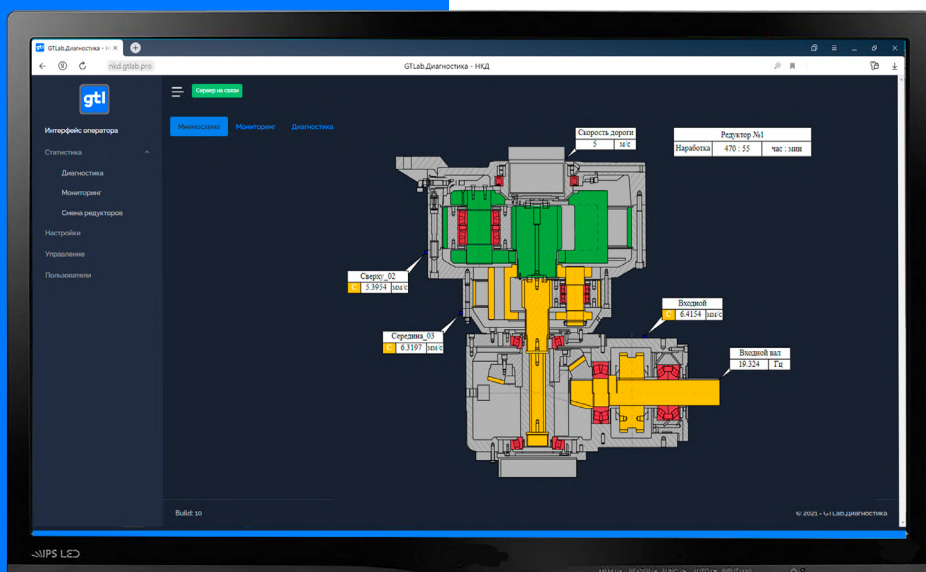 GTLab.Диагностика - Н
nkd.gtlab.pro
GTLab.Диагностика - НКД
gtl
Сервер на связи
Интерфейс оператора
Мнемосхема Мониторинг Диагностика
Статистика
Диагностика
Мониторинг
Смена редукторов
Настройки
Управление
Пользователи
Скорость дороги
5 м/с
Редуктор №1
Наработка 470 : 55 час : мин
Сверху_02
С 5.3954 мм/с
Середина_03
С 6.3197 мм/с
Входной
С 6.4154 мм/с
Входной вал
19.324 Гц
Build: 10
© 2021 - GTLab.Диагностика
IPS LED